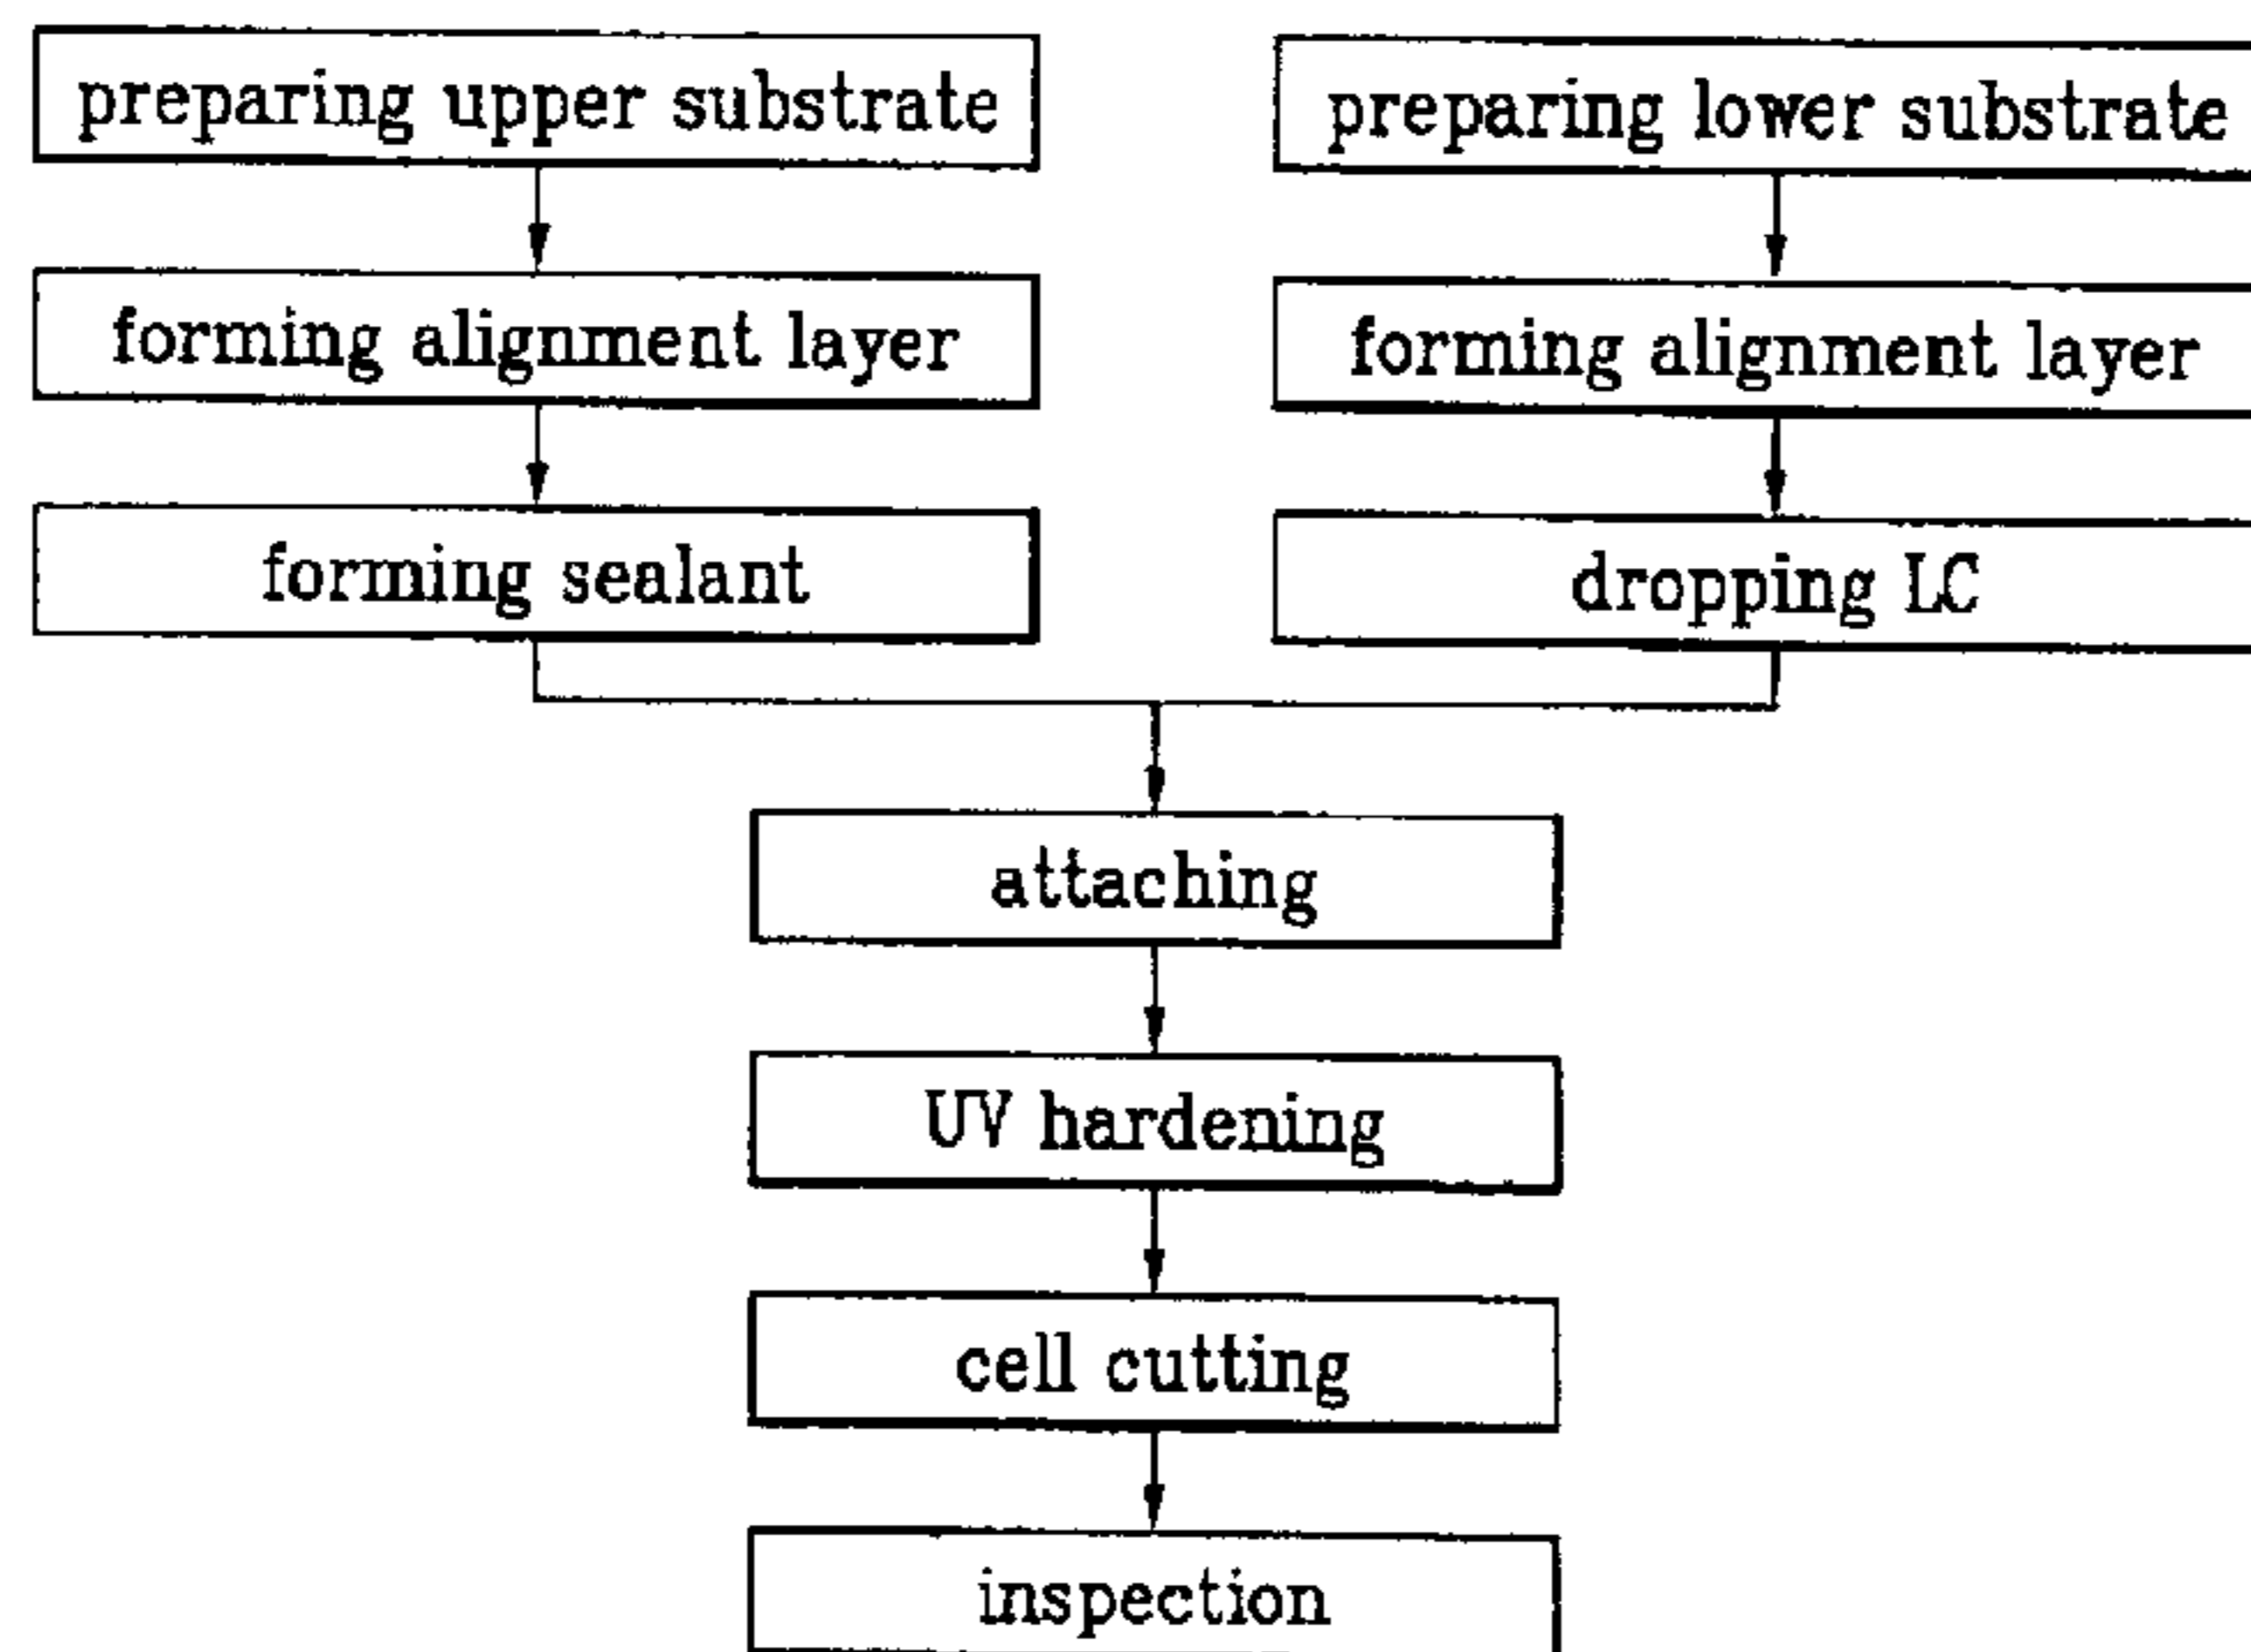 preparing upper substrate
preparing lower substrate
forming alignment layer
forming alignment layer
forming sealant
dropping LC
attaching
UV hardening
cell cutting
inspection